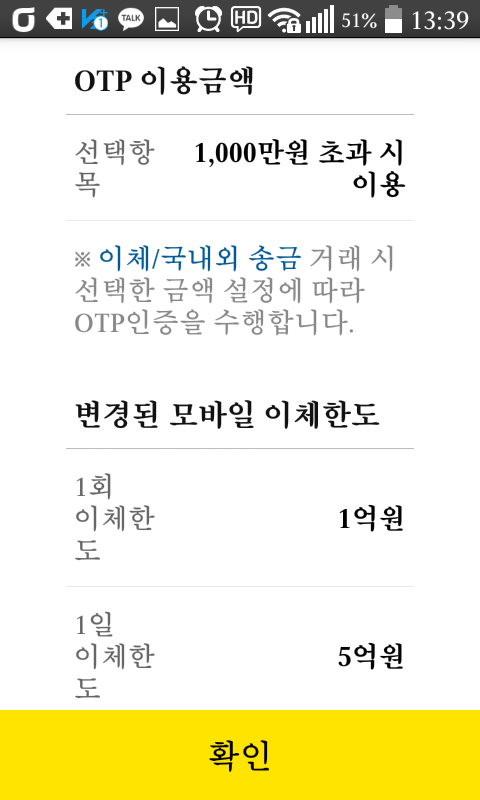 TALK HD 51% 13:39
OTP 이용금액
선택항목 1,000만원 초과 시 이용
※ 이체/국내외 송금 거래 시
선택한 금액 설정에 따라
OTP인증을 수행합니다.
변경된 모바일 이체한도
1회
이체한
도
1억원
1일
이체한
도
5억원
확인